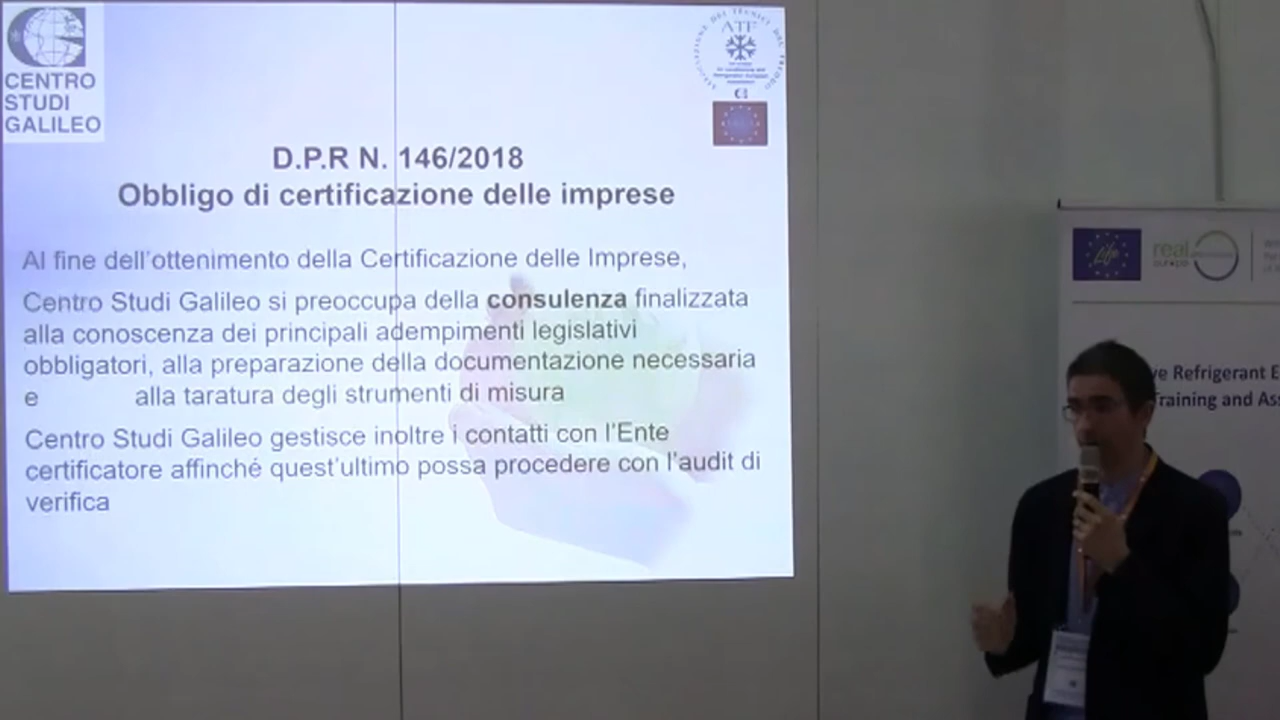 CENTRO
STUDI
GALILEO
ATF
D.P.R N. 146/2018
Obbligo di certificazione delle imprese
Al fine dell'ottenimento della Certificazione delle Imprese,
Centro Studi Galileo si preoccupa della consulenza finalizzata
alla conoscenza dei principali adempimenti legislativi
obbligatori, alla preparazione della documentazione necessaria
e alla taratura degli strumenti di misura
Centro Studi Galileo gestisce inoltre i contatti con l'Ente
certificatore affinché quest'ultimo possa procedere con l'audit di
verifica
Life
real
europe
ve Refrigerant E
Training and Ass